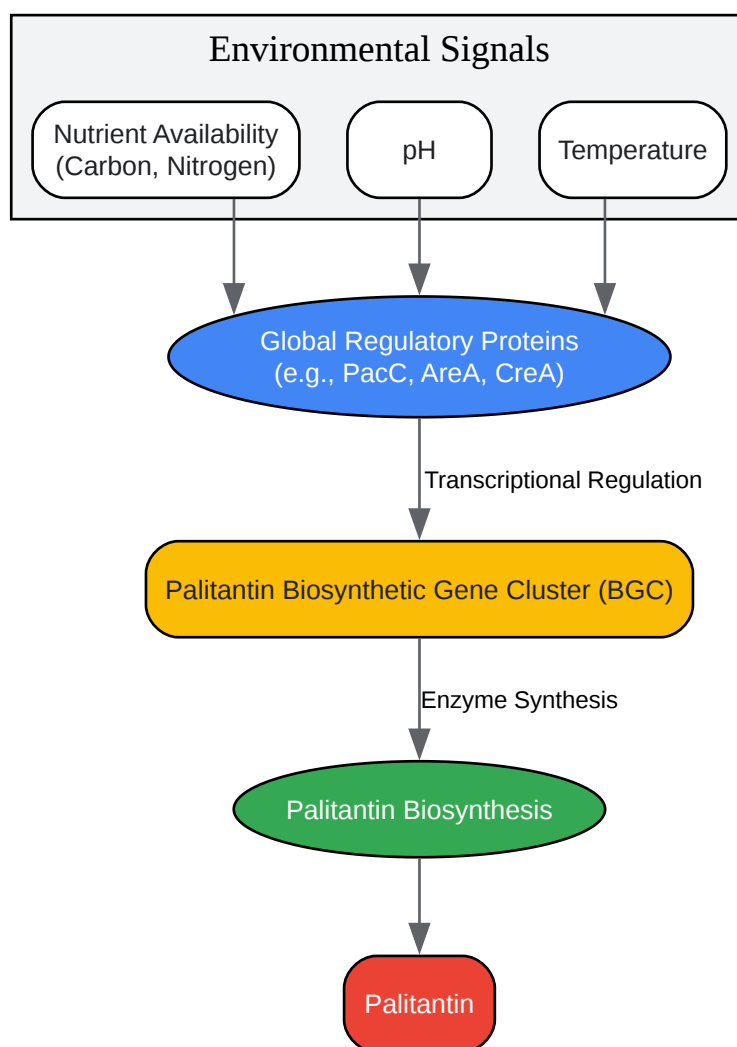 Environmental Signals
Nutrient Availability
(Carbon, Nitrogen)
pH
Temperature
Global Regulatory Proteins
(e.g., PacC, AreA, CreA)
Transcriptional Regulation
Palitantin Biosynthetic Gene Cluster (BGC)
Enzyme Synthesis
Palitantin Biosynthesis
Palitantin